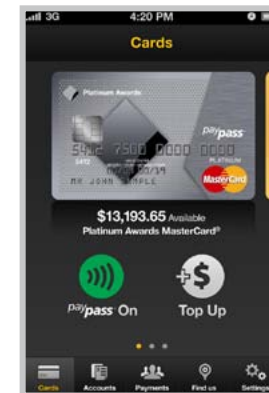 3G 4:20 PM
Cards
Platinum Awards
paypass
5412 7500 0000 0000
5412
PLATINUM
MR JOHN SAMPLE
MasterCard
$13,193.65 Available
Platinum Awards MasterCard®
paypass On
Top Up
Cards Accounts Payments Find us Settings